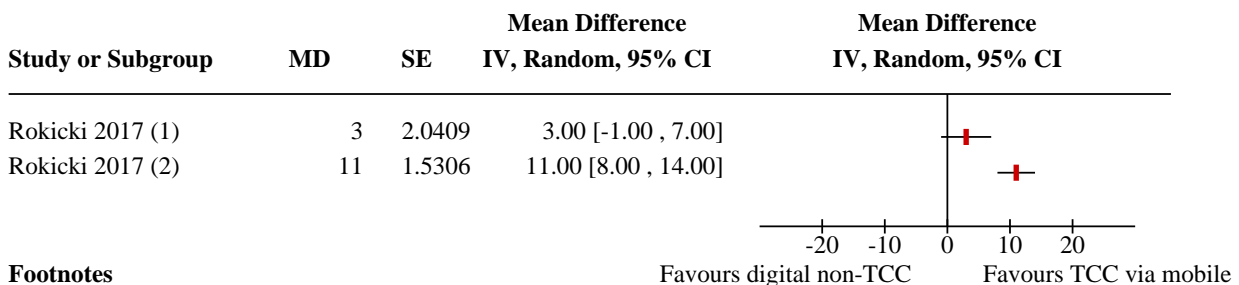 Mean Difference Mean Difference
Study or Subgroup MD SE IV, Random, 95% CI IV, Random, 95% CI
Rokicki 2017 (1) 3 2.0409 3.00 [-1.00 , 7.00]
Rokicki 2017 (2) 11 1.5306 11.00 [8.00 , 14.00]
-20 -10 0 10 20
Footnotes Favours digital non-TCC Favours TCC via mobile